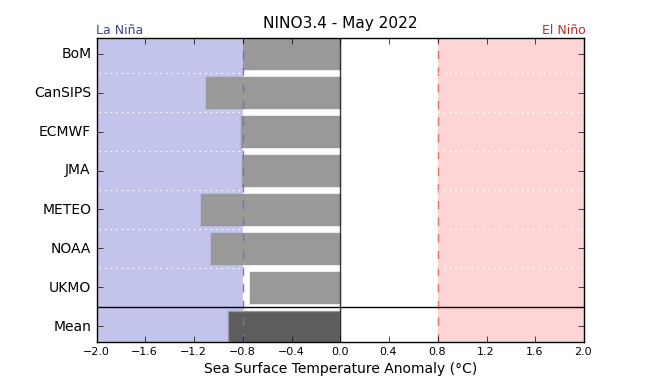 NINO3.4 - May 2022
La Niña
El Niño
BoM
CanSIPS
ECMWF
JMA
METEO
NOAA
UKMO
Mean
−2.0 −1.6 −1.2 −0.8 −0.4 0.0 0.4 0.8 1.2 1.6 2.0
Sea Surface Temperature Anomaly (°C)